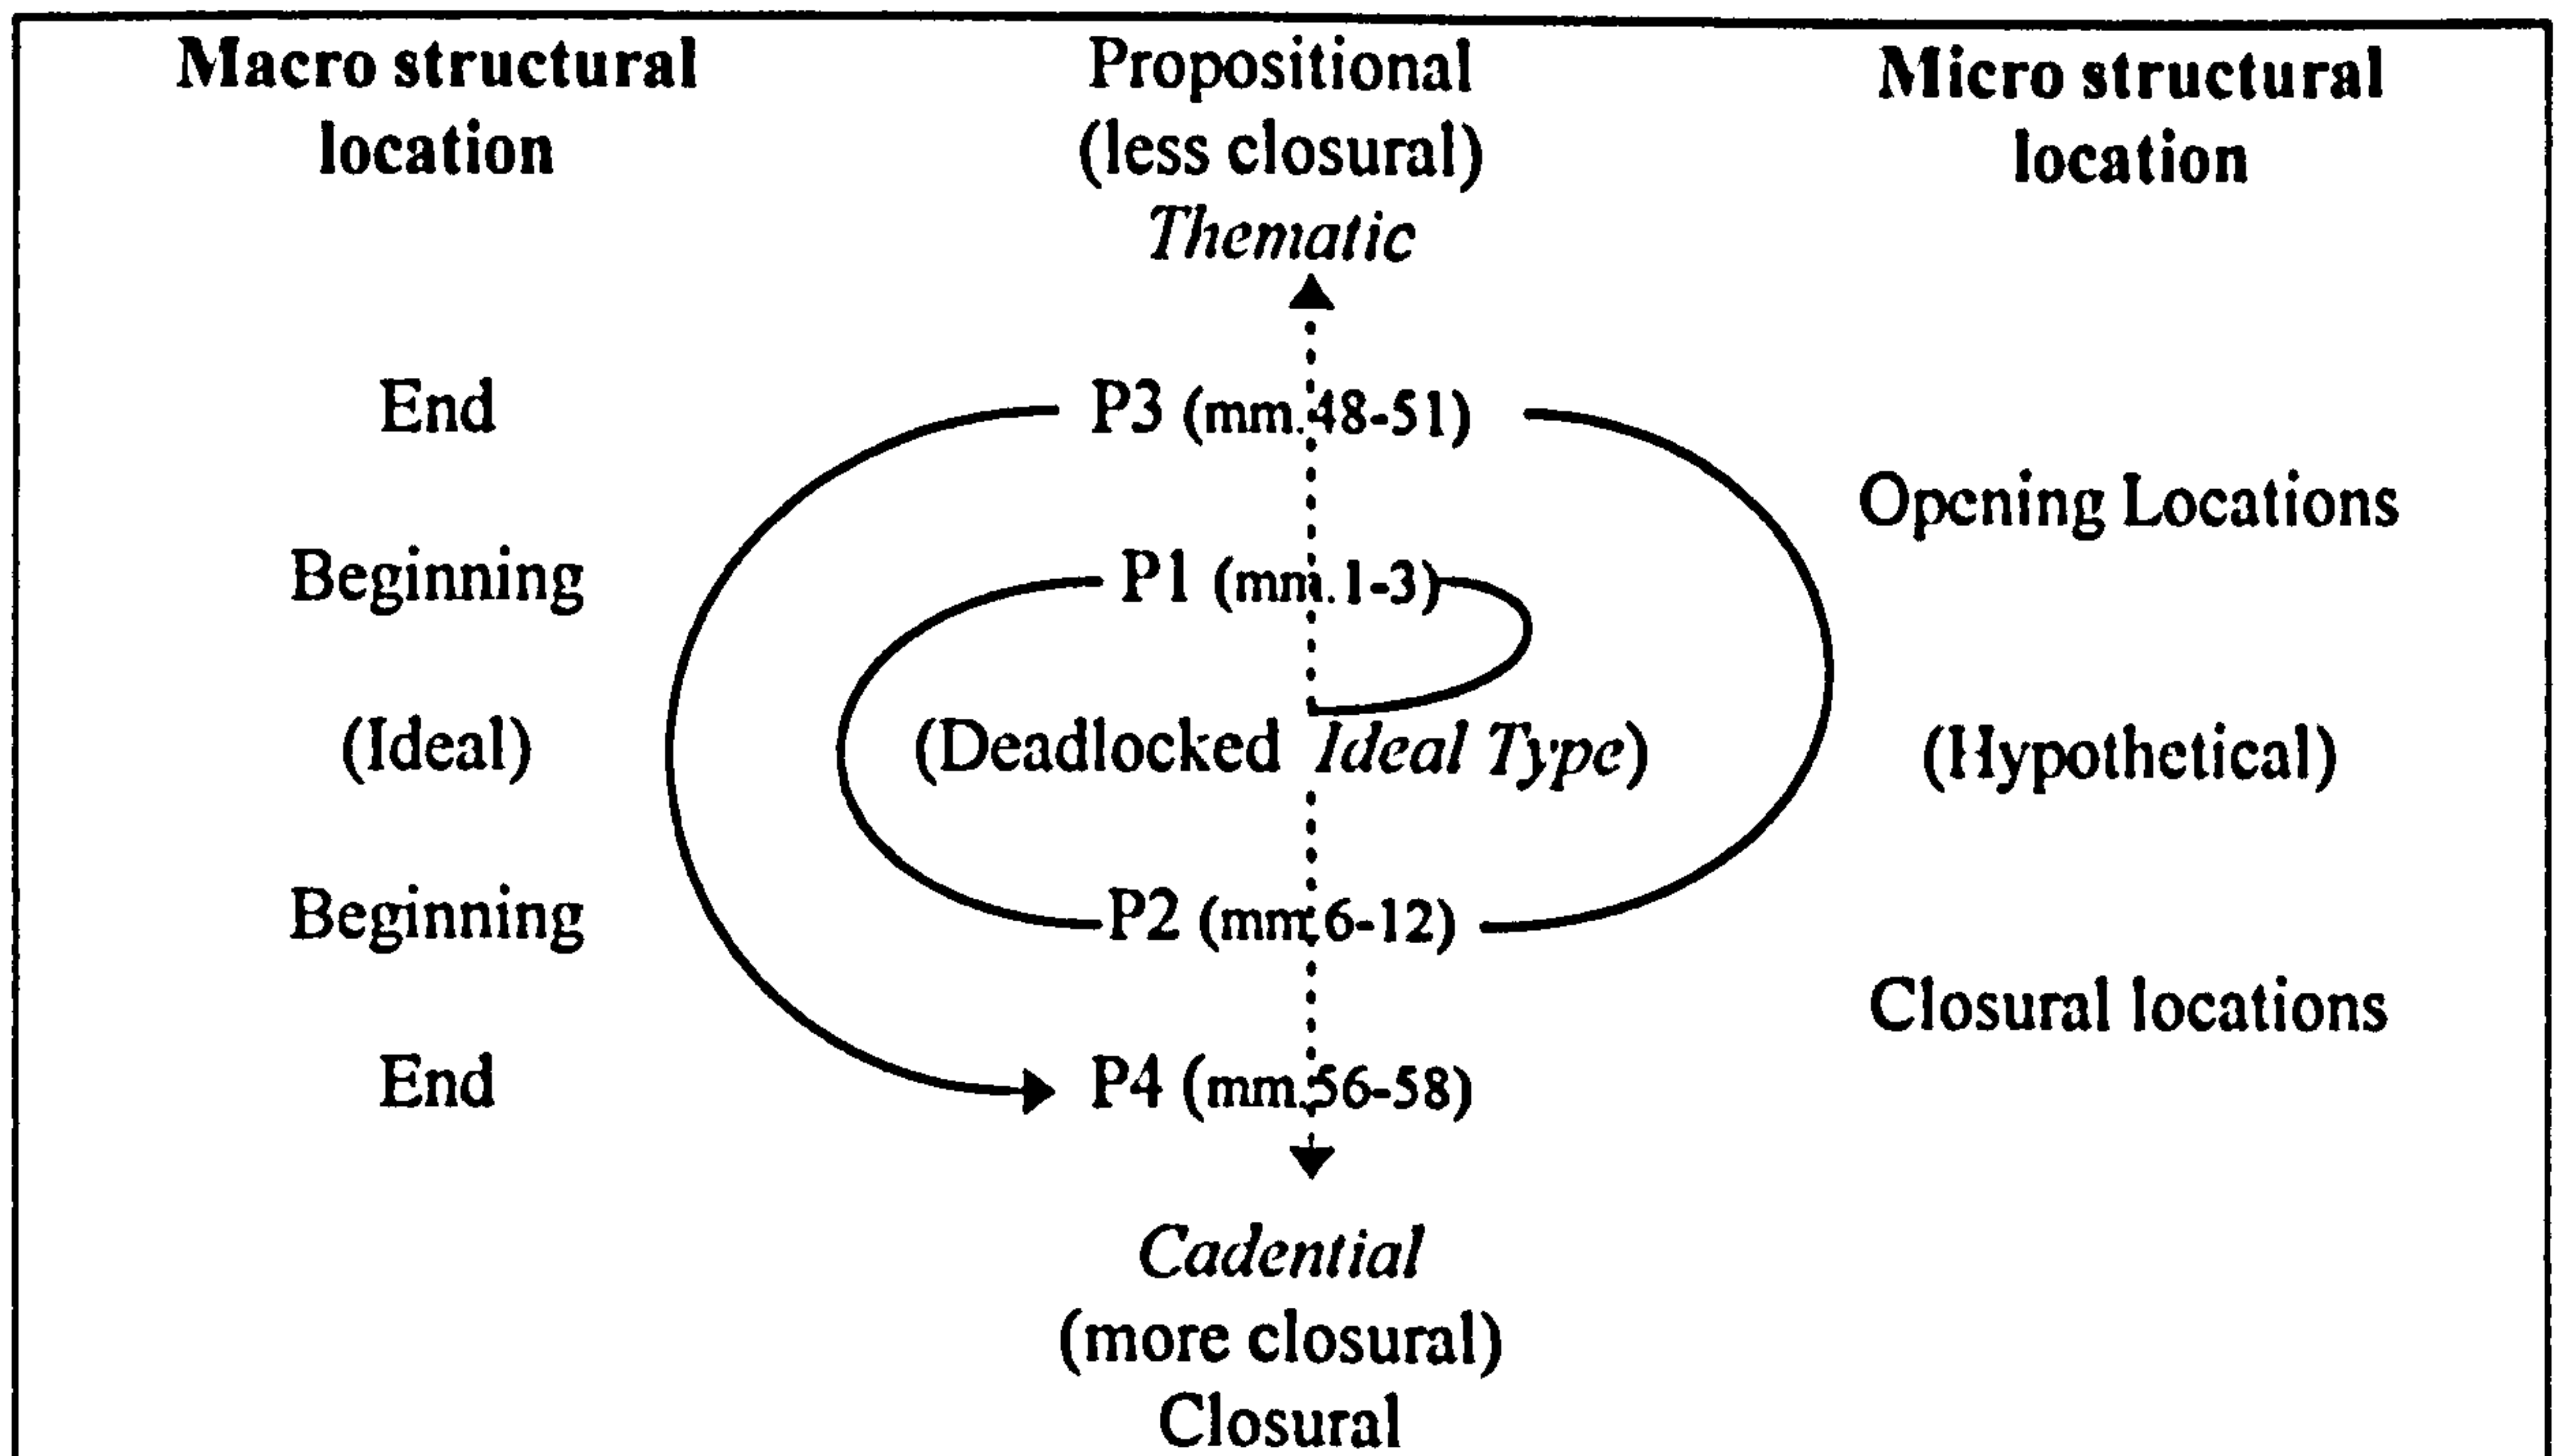 Macro structural
location
Propositional
(less closural)
Thematic
Micro structural
location
End
P3 (mm.48-51)
Opening Locations
Beginning
P1 (mm.1-3)
(Ideal)
(Deadlocked Ideal Type)
(Hypothetical)
Beginning
P2 (mm.6-12)
Closural locations
End
P4 (mm.56-58)
Cadential
(more closural)
Closural